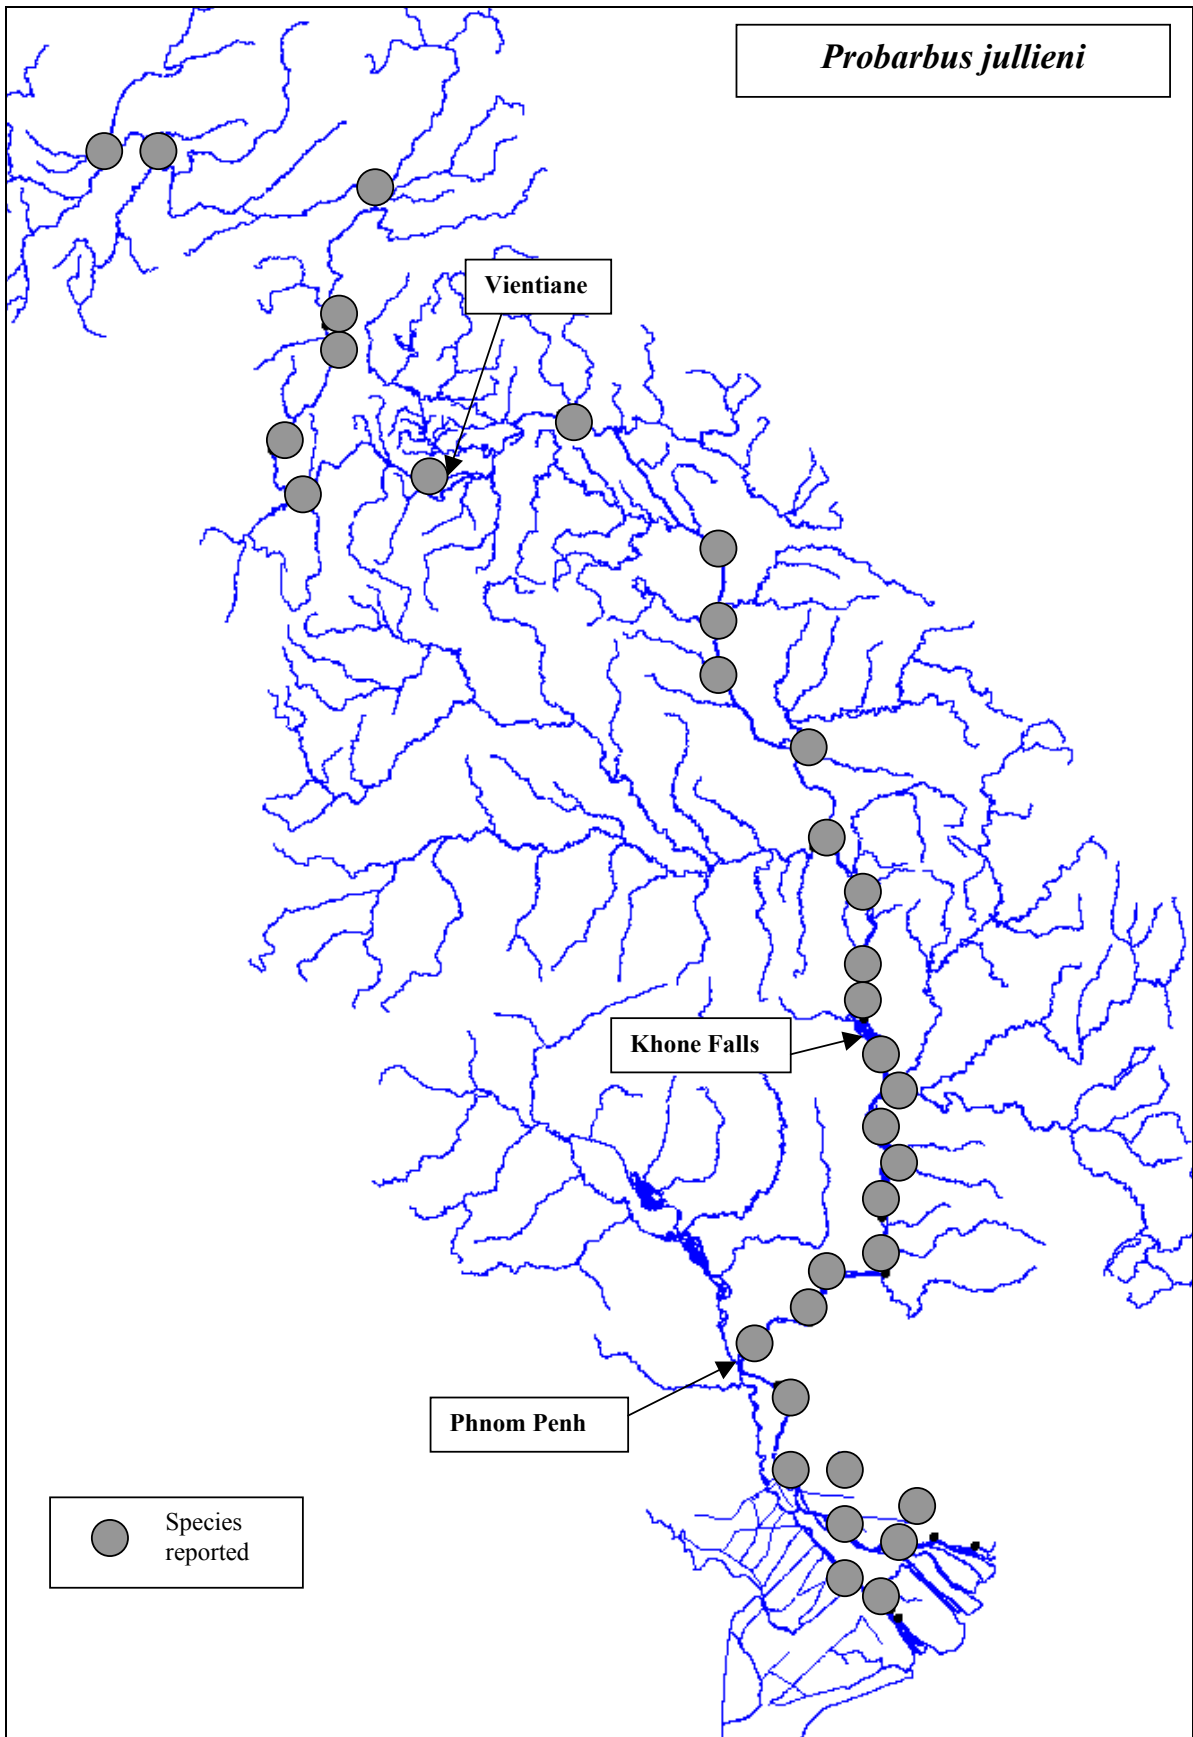 Probarbus jullieni
Vientiane
Khone Falls
Phnom Penh
Species
reported